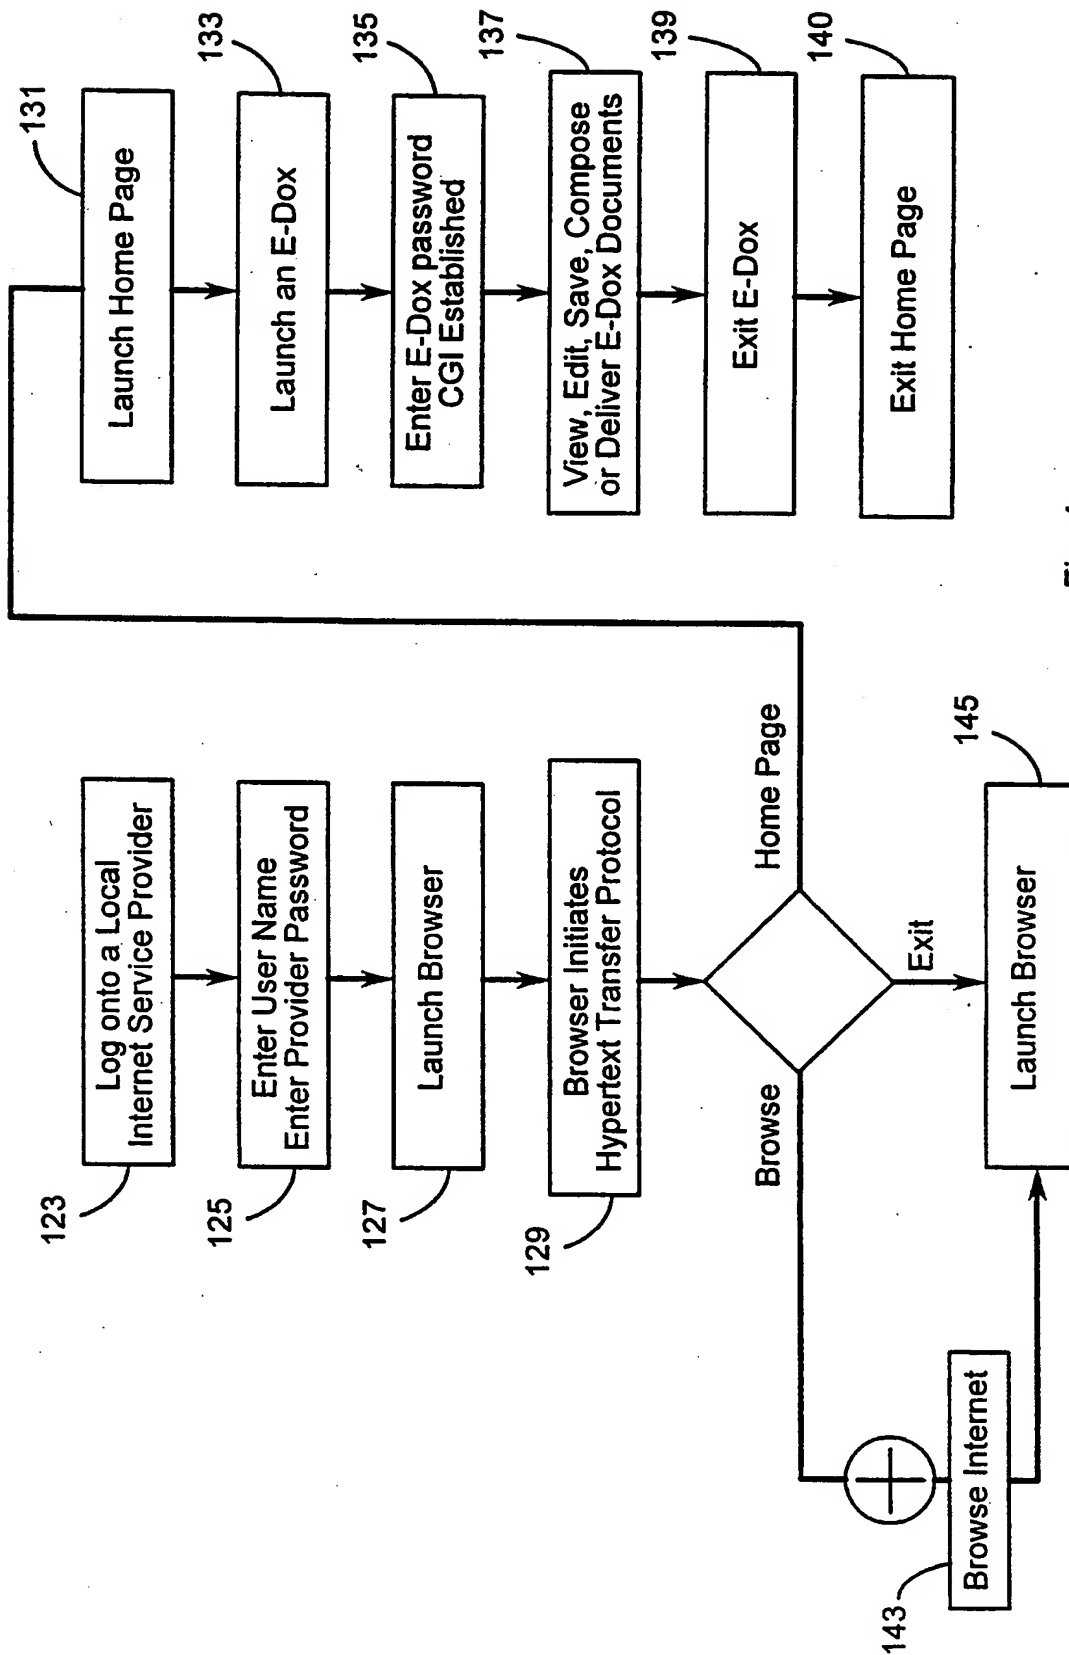 123
Log onto a Local
Internet Service Provider
125
Enter User Name
Enter Provider Password
127
Launch Browser
129
Browser Initiates
Hypertext Transfer Protocol
Browse
Home Page
Exit
143
Browse Internet
145
Launch Browser
131
Launch Home Page
133
Launch an E-Dox
135
Enter E-Dox password
CGI Established
137
View, Edit, Save, Compose
or Deliver E-Dox Documents
139
Exit E-Dox
140
Exit Home Page